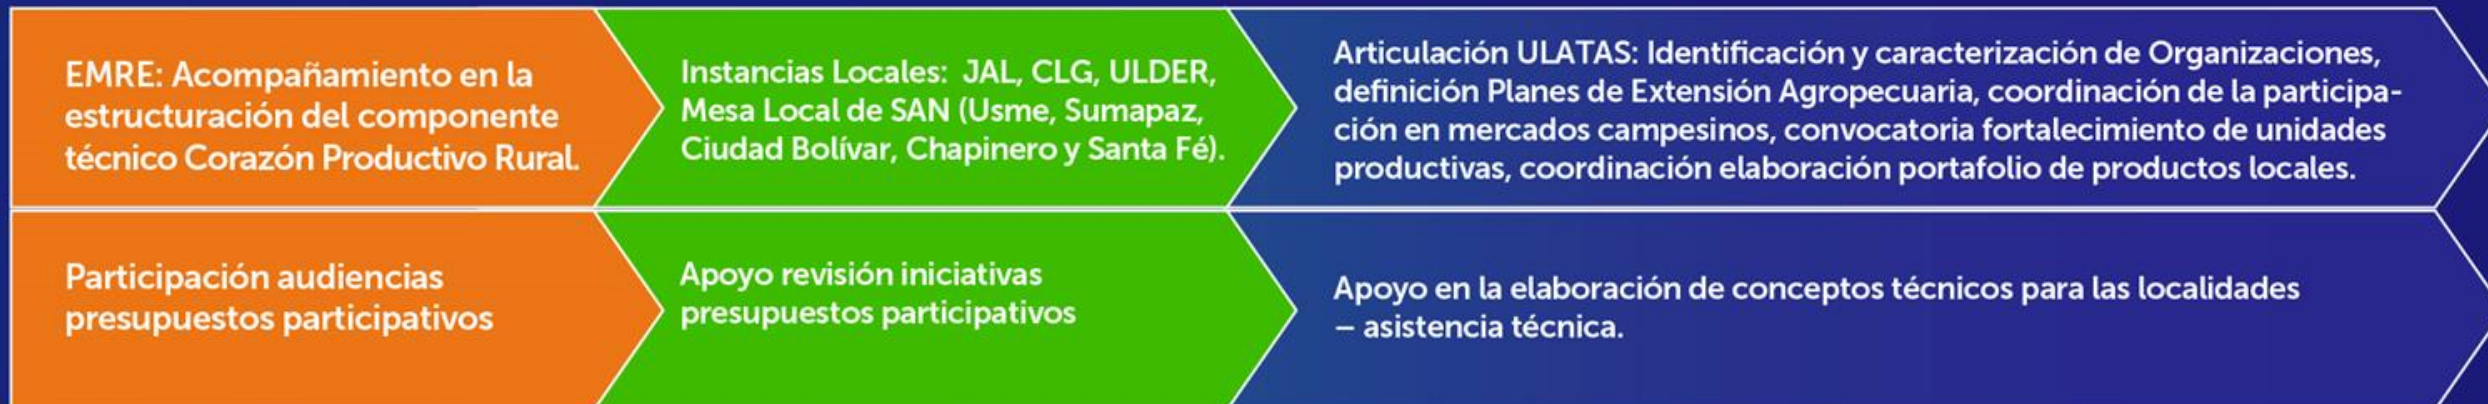 EMRE: Acompañamiento en la
estructuración del componente
técnico Corazón Productivo Rural.
Instancias Locales: JAL, CLG, ULDER,
Mesa Local de SAN (Usme, Sumapaz,
Ciudad Bolívar, Chapinero y Santa Fé).
Articulación ULATAS: Identificación y caracterización de Organizaciones,
definición Planes de Extensión Agropecuaria, coordinación de la participa-
ción en mercados campesinos, convocatoria fortalecimiento de unidades
productivas, coordinación elaboración portafolio de productos locales.
Participación audiencias
presupuestos participativos
Apoyo revisión iniciativas
presupuestos participativos
Apoyo en la elaboración de conceptos técnicos para las localidades
– asistencia técnica.